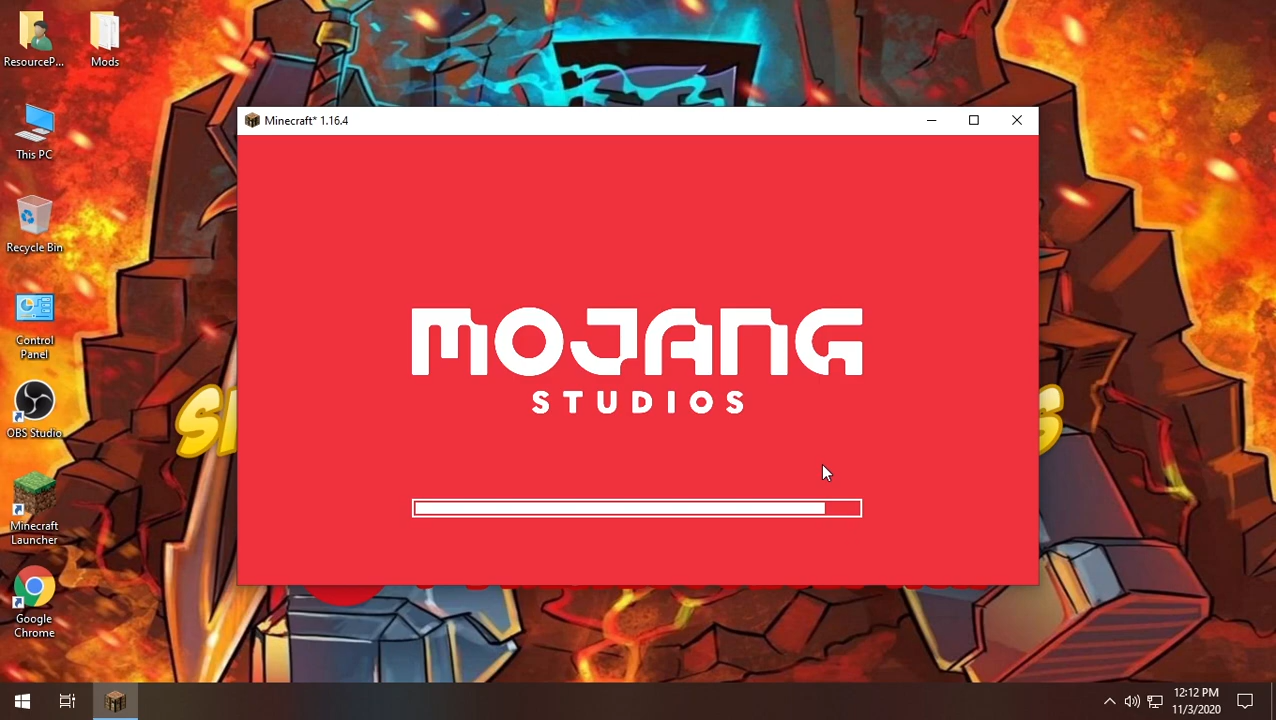 ResourceP...
Mods
This PC
Recycle Bin
Control
Panel
OBS Studio
Minecraft
Launcher
Google
Chrome
Minecraft* 1.16.4
MOJANG
STUDIOS
12:12 PM
11/3/2020